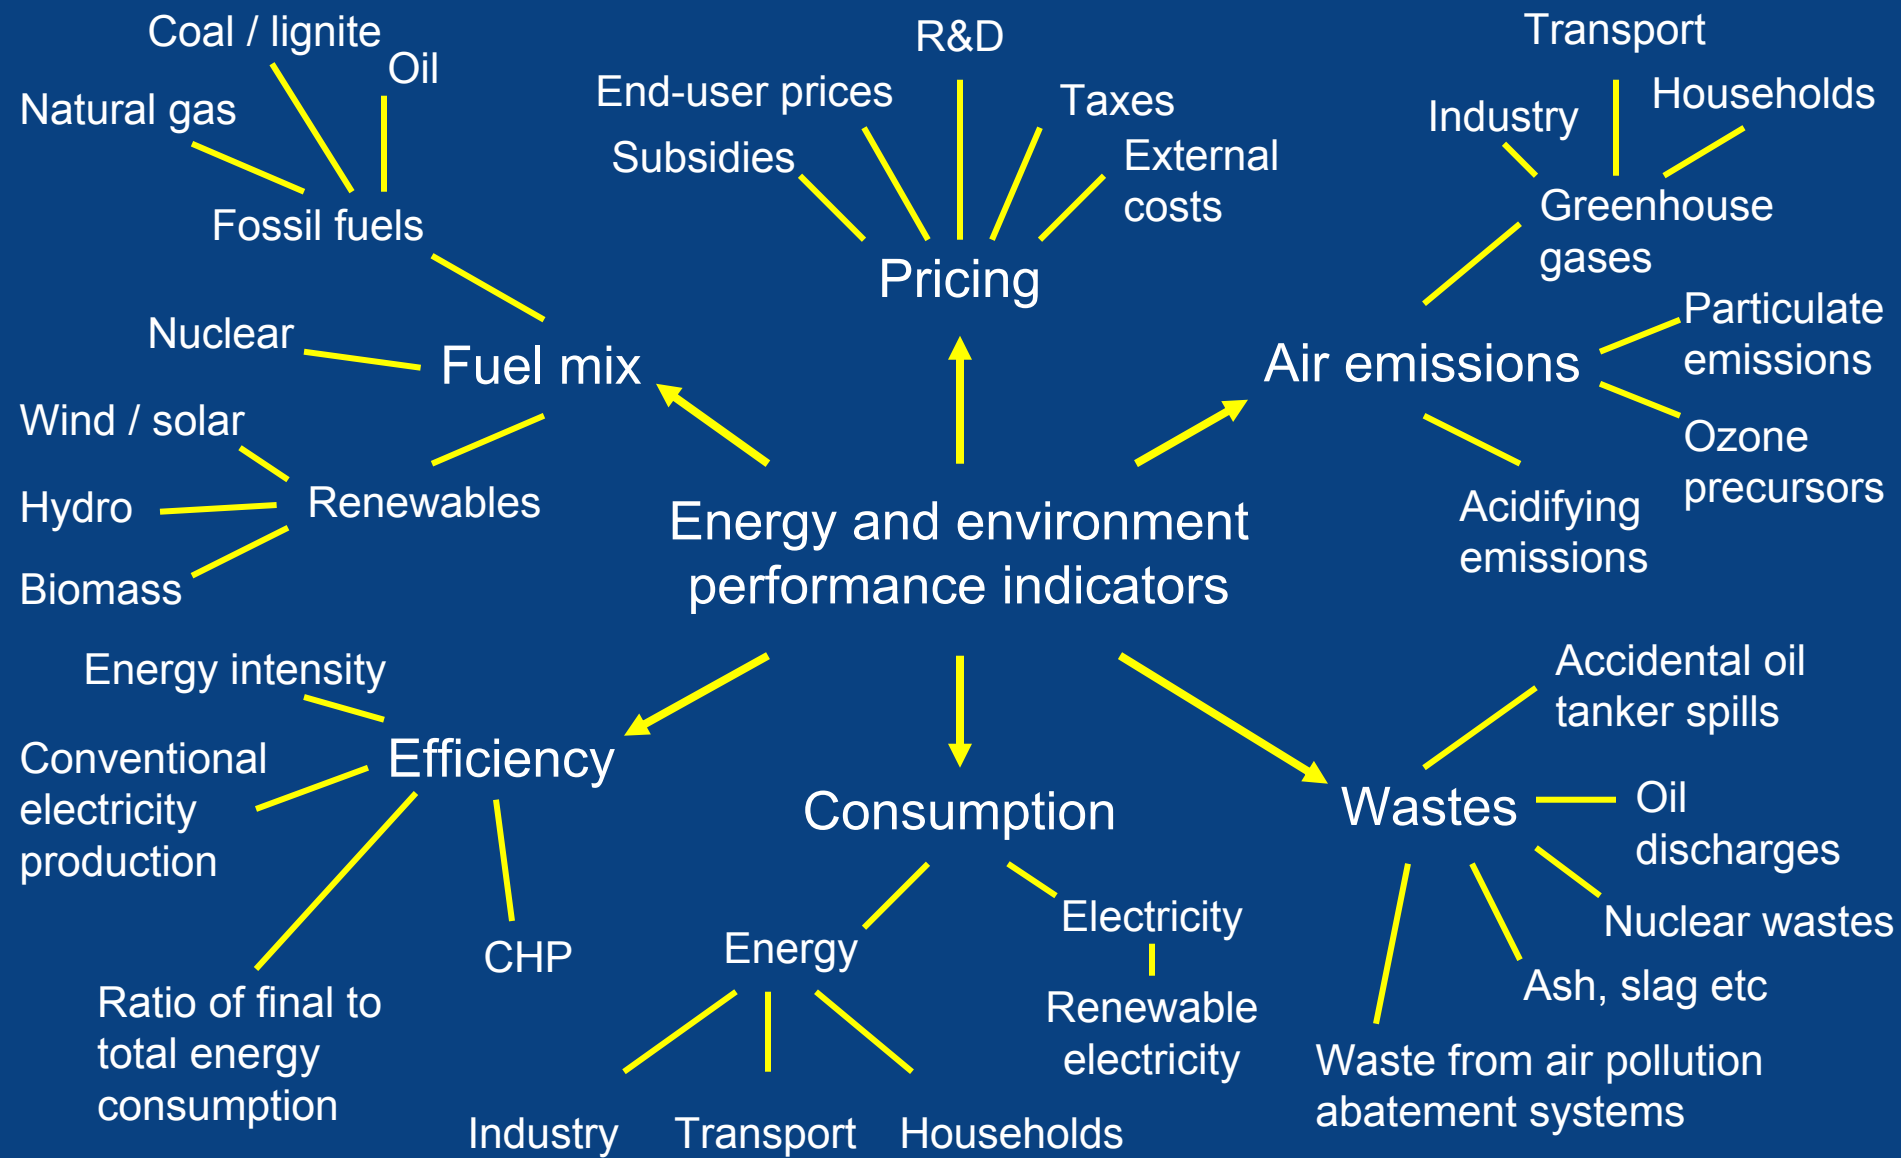 Coal / lignite
Oil
Natural gas
Fossil fuels
Nuclear
Fuel mix
Wind / solar
Hydro
Renewables
Biomass
R&D
End-user prices
Taxes
Subsidies
External
costs
Pricing
Transport
Industry
Households
Greenhouse
gases
Particulate
emissions
Air emissions
Ozone
precursors
Acidifying
emissions
Energy and environment
performance indicators
Energy intensity
Efficiency
Conventional
electricity
production
CHP
Ratio of final to
total energy
consumption
Consumption
Energy
Electricity
Renewable
electricity
Industry
Transport
Households
Accidental oil
tanker spills
Wastes
Oil
discharges
Nuclear wastes
Ash, slag etc
Waste from air pollution
abatement systems